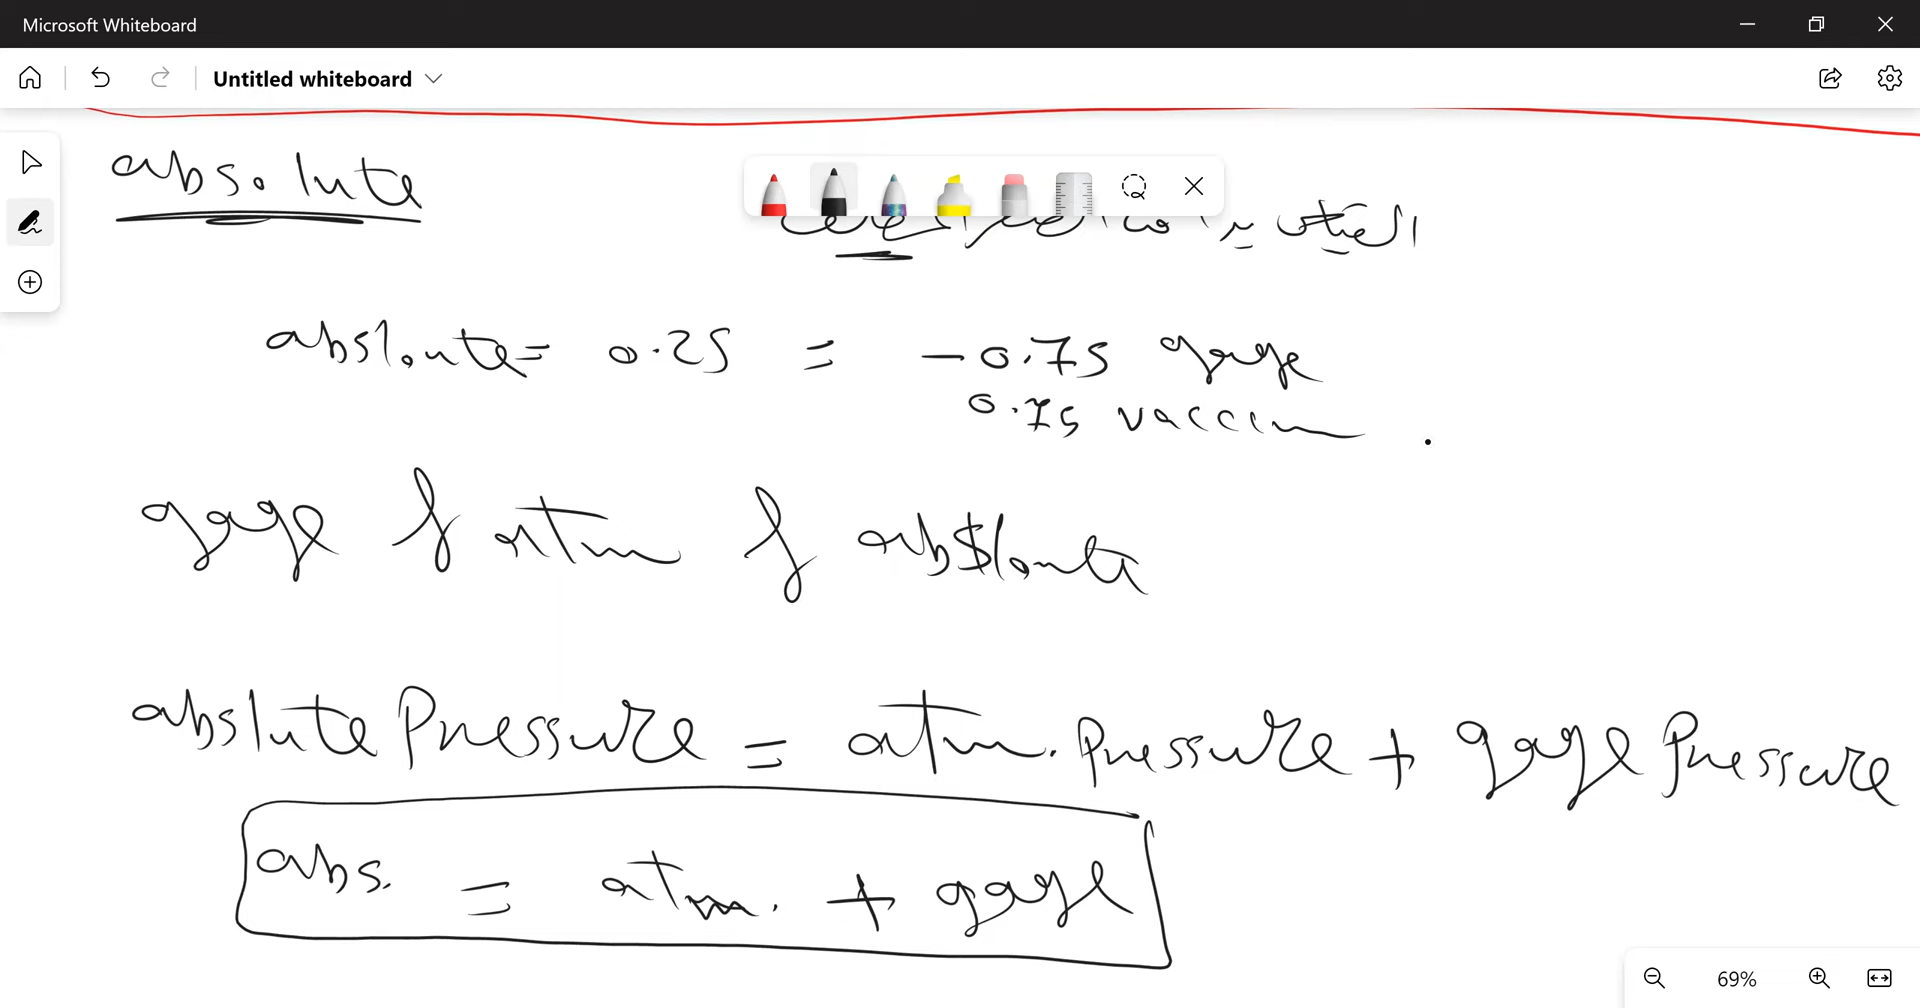 Microsoft Whiteboard
Untitled whiteboard
absolute
absloute = 0.25 = -0.75 gage
0.75 vaccum
gage & atm & absloute
abslute Pressure = atm. Pressure + gage Pressure
abs. = atm. + gage
69%